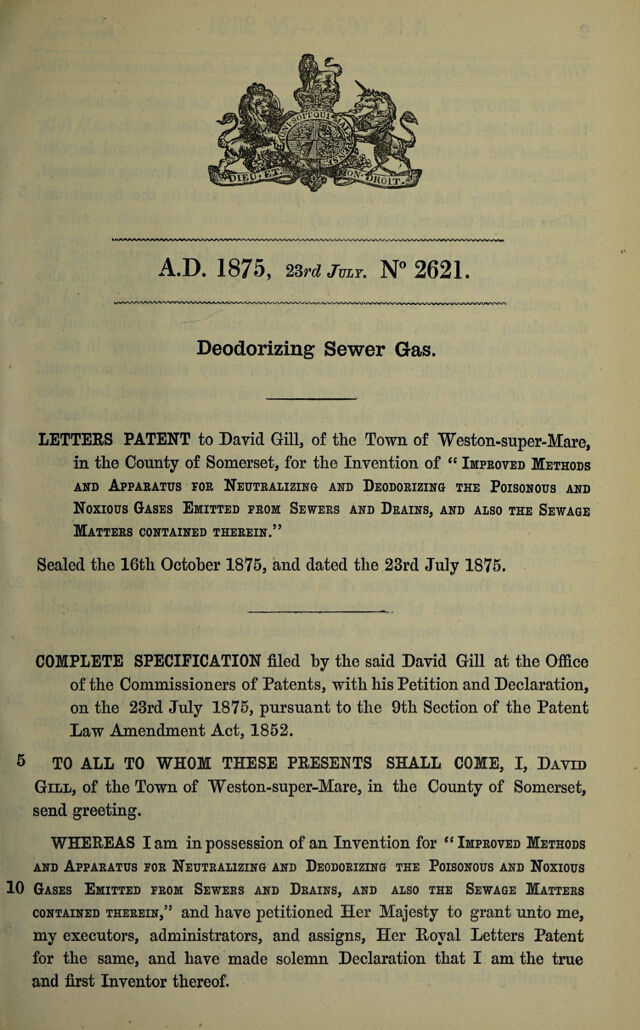 HONI SOIT QUI MAL Y PENSE
DIEU ET MON DROIT
A.D. 1875, 23rd JULY. Nº 2621.
Deodorizing Sewer Gas.
LETTERS PATENT to David Gill, of the Town of Weston-super-Mare,
in the County of Somerset, for the Invention of “ IMPROVED METHODS
AND APPARATUS FOR NEUTRALIZING AND DEODORIZING THE POISONOUS AND
NOXIOUS GASES EMITTED FROM SEWERS AND DRAINS, AND ALSO THE SEWAGE
MATTERS CONTAINED THEREIN.”
Sealed the 16th October 1875, and dated the 23rd July 1875.
COMPLETE SPECIFICATION filed by the said David Gill at the Office
of the Commissioners of Patents, with his Petition and Declaration,
on the 23rd July 1875, pursuant to the 9th Section of the Patent
Law Amendment Act, 1852.
5 TO ALL TO WHOM THESE PRESENTS SHALL COME, I, DAVID
GILL, of the Town of Weston-super-Mare, in the County of Somerset,
send greeting.
WHEREAS I am in possession of an Invention for “ IMPROVED METHODS
AND APPARATUS FOR NEUTRALIZING AND DEODORIZING THE POISONOUS AND NOXIOUS
10 GASES EMITTED FROM SEWERS AND DRAINS, AND ALSO THE SEWAGE MATTERS
CONTAINED THEREIN,” and have petitioned Her Majesty to grant unto me,
my executors, administrators, and assigns, Her Royal Letters Patent
for the same, and have made solemn Declaration that I am the true
and first Inventor thereof.